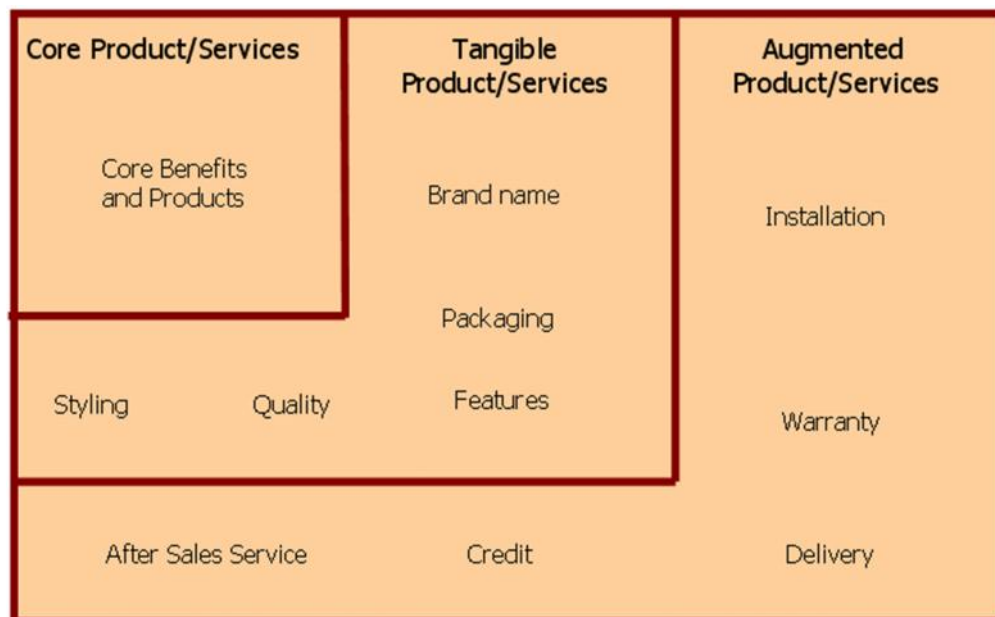 Core Product/Services
Tangible
Product/Services
Augmented
Product/Services
Core Benefits
and Products
Brand name
Installation
Packaging
Styling
Quality
Features
Warranty
After Sales Service
Credit
Delivery